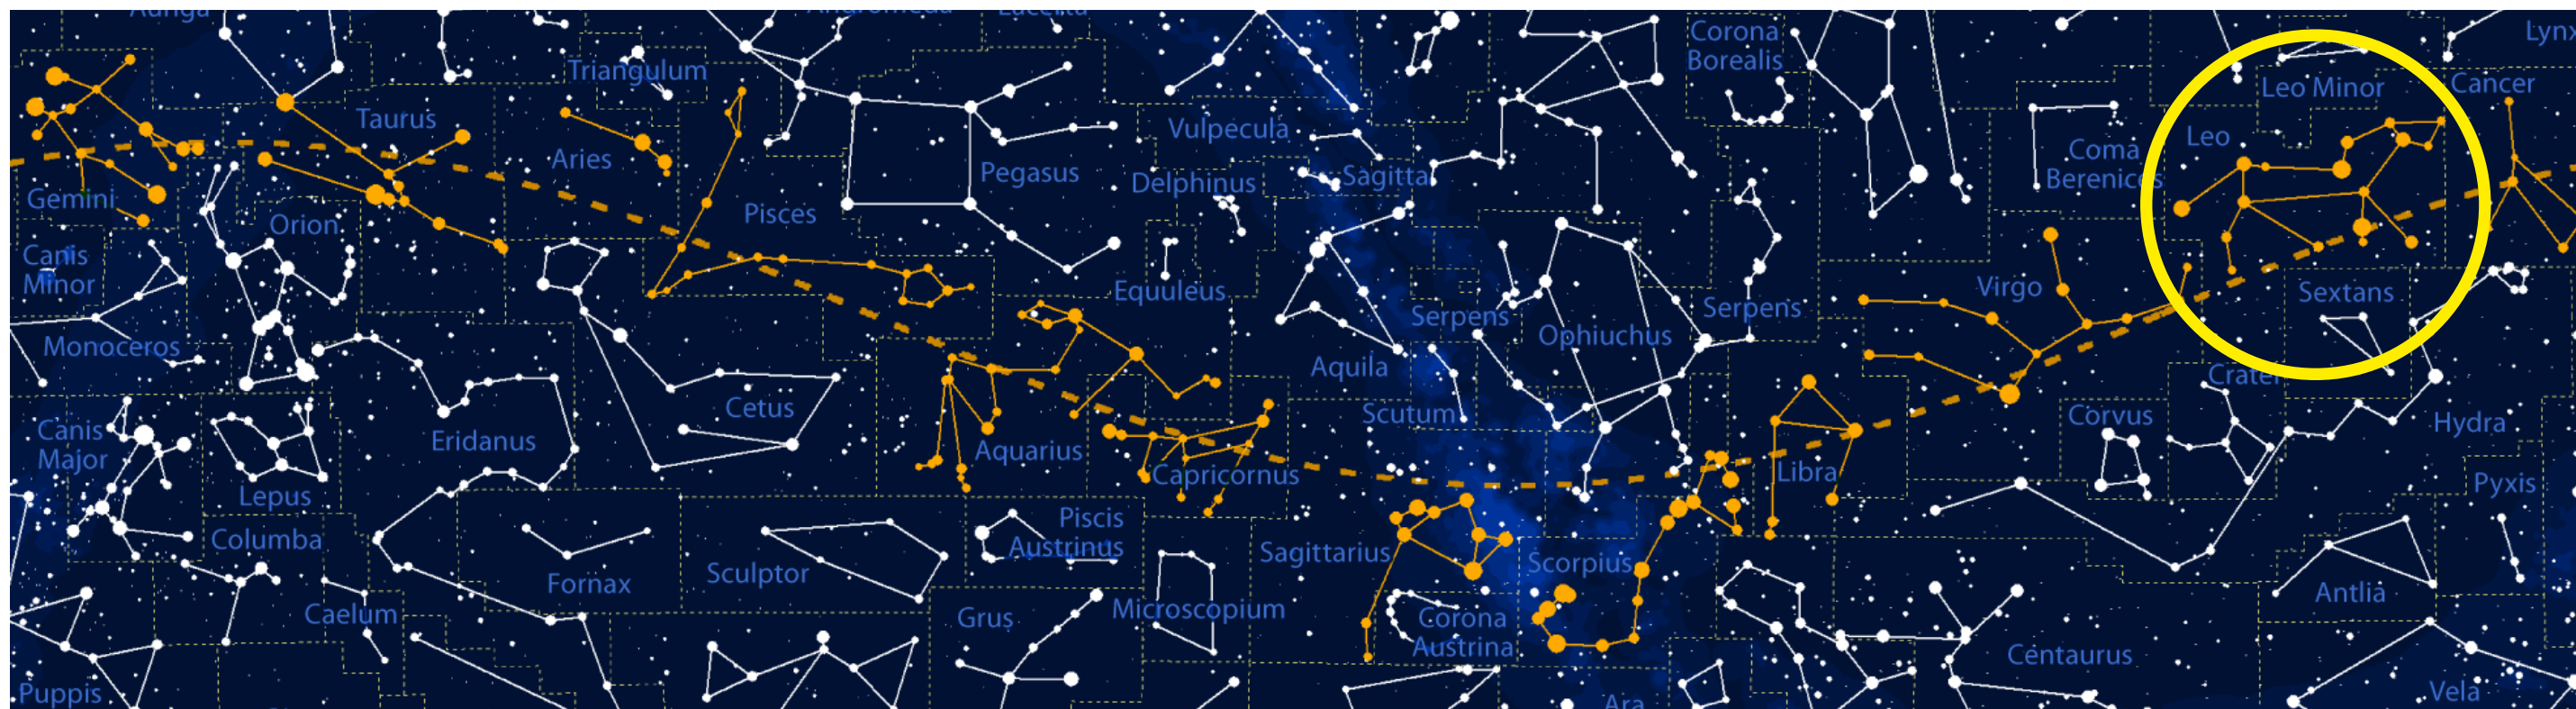 Auriga
Andromeda
Lacerta
Triangulum
Corona
Borealis
Lynx
Leo Minor
Cancer
Taurus
Vulpecula
Leo
Aries
Pegasus
Delphinus
Sagitta
Coma
Berenices
Gemini
Pisces
Orion
Canis
Minor
Equuleus
Serpens
Ophiuchus
Serpens
Virgo
Sextans
Monoceros
Aquila
Crater
Cetus
Scutum
Corvus
Hydra
Canis
Major
Eridanus
Aquarius
Capricornus
Libra
Pyxis
Lepus
Columba
Piscis
Austrinus
Sagittarius
Scorpius
Fornax
Sculptor
Antlia
Caelum
Grus
Microscopium
Corona
Austrina
Centaurus
Puppis
Ara
Vela